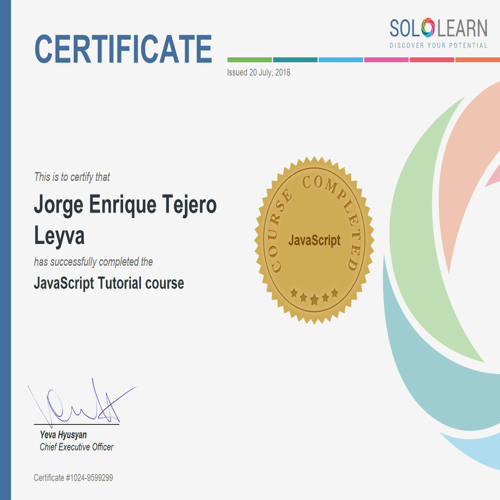 CERTIFICATE
SOLOLEARN
DISCOVER YOUR POTENTIAL
Issued 20 July, 2018
This is to certify that
Jorge Enrique Tejero
Leyva
has successfully completed the
JavaScript Tutorial course
COURSE COMPLETED
JavaScript
Yeva Hyusyan
Chief Executive Officer
Certificate #1024-9599299